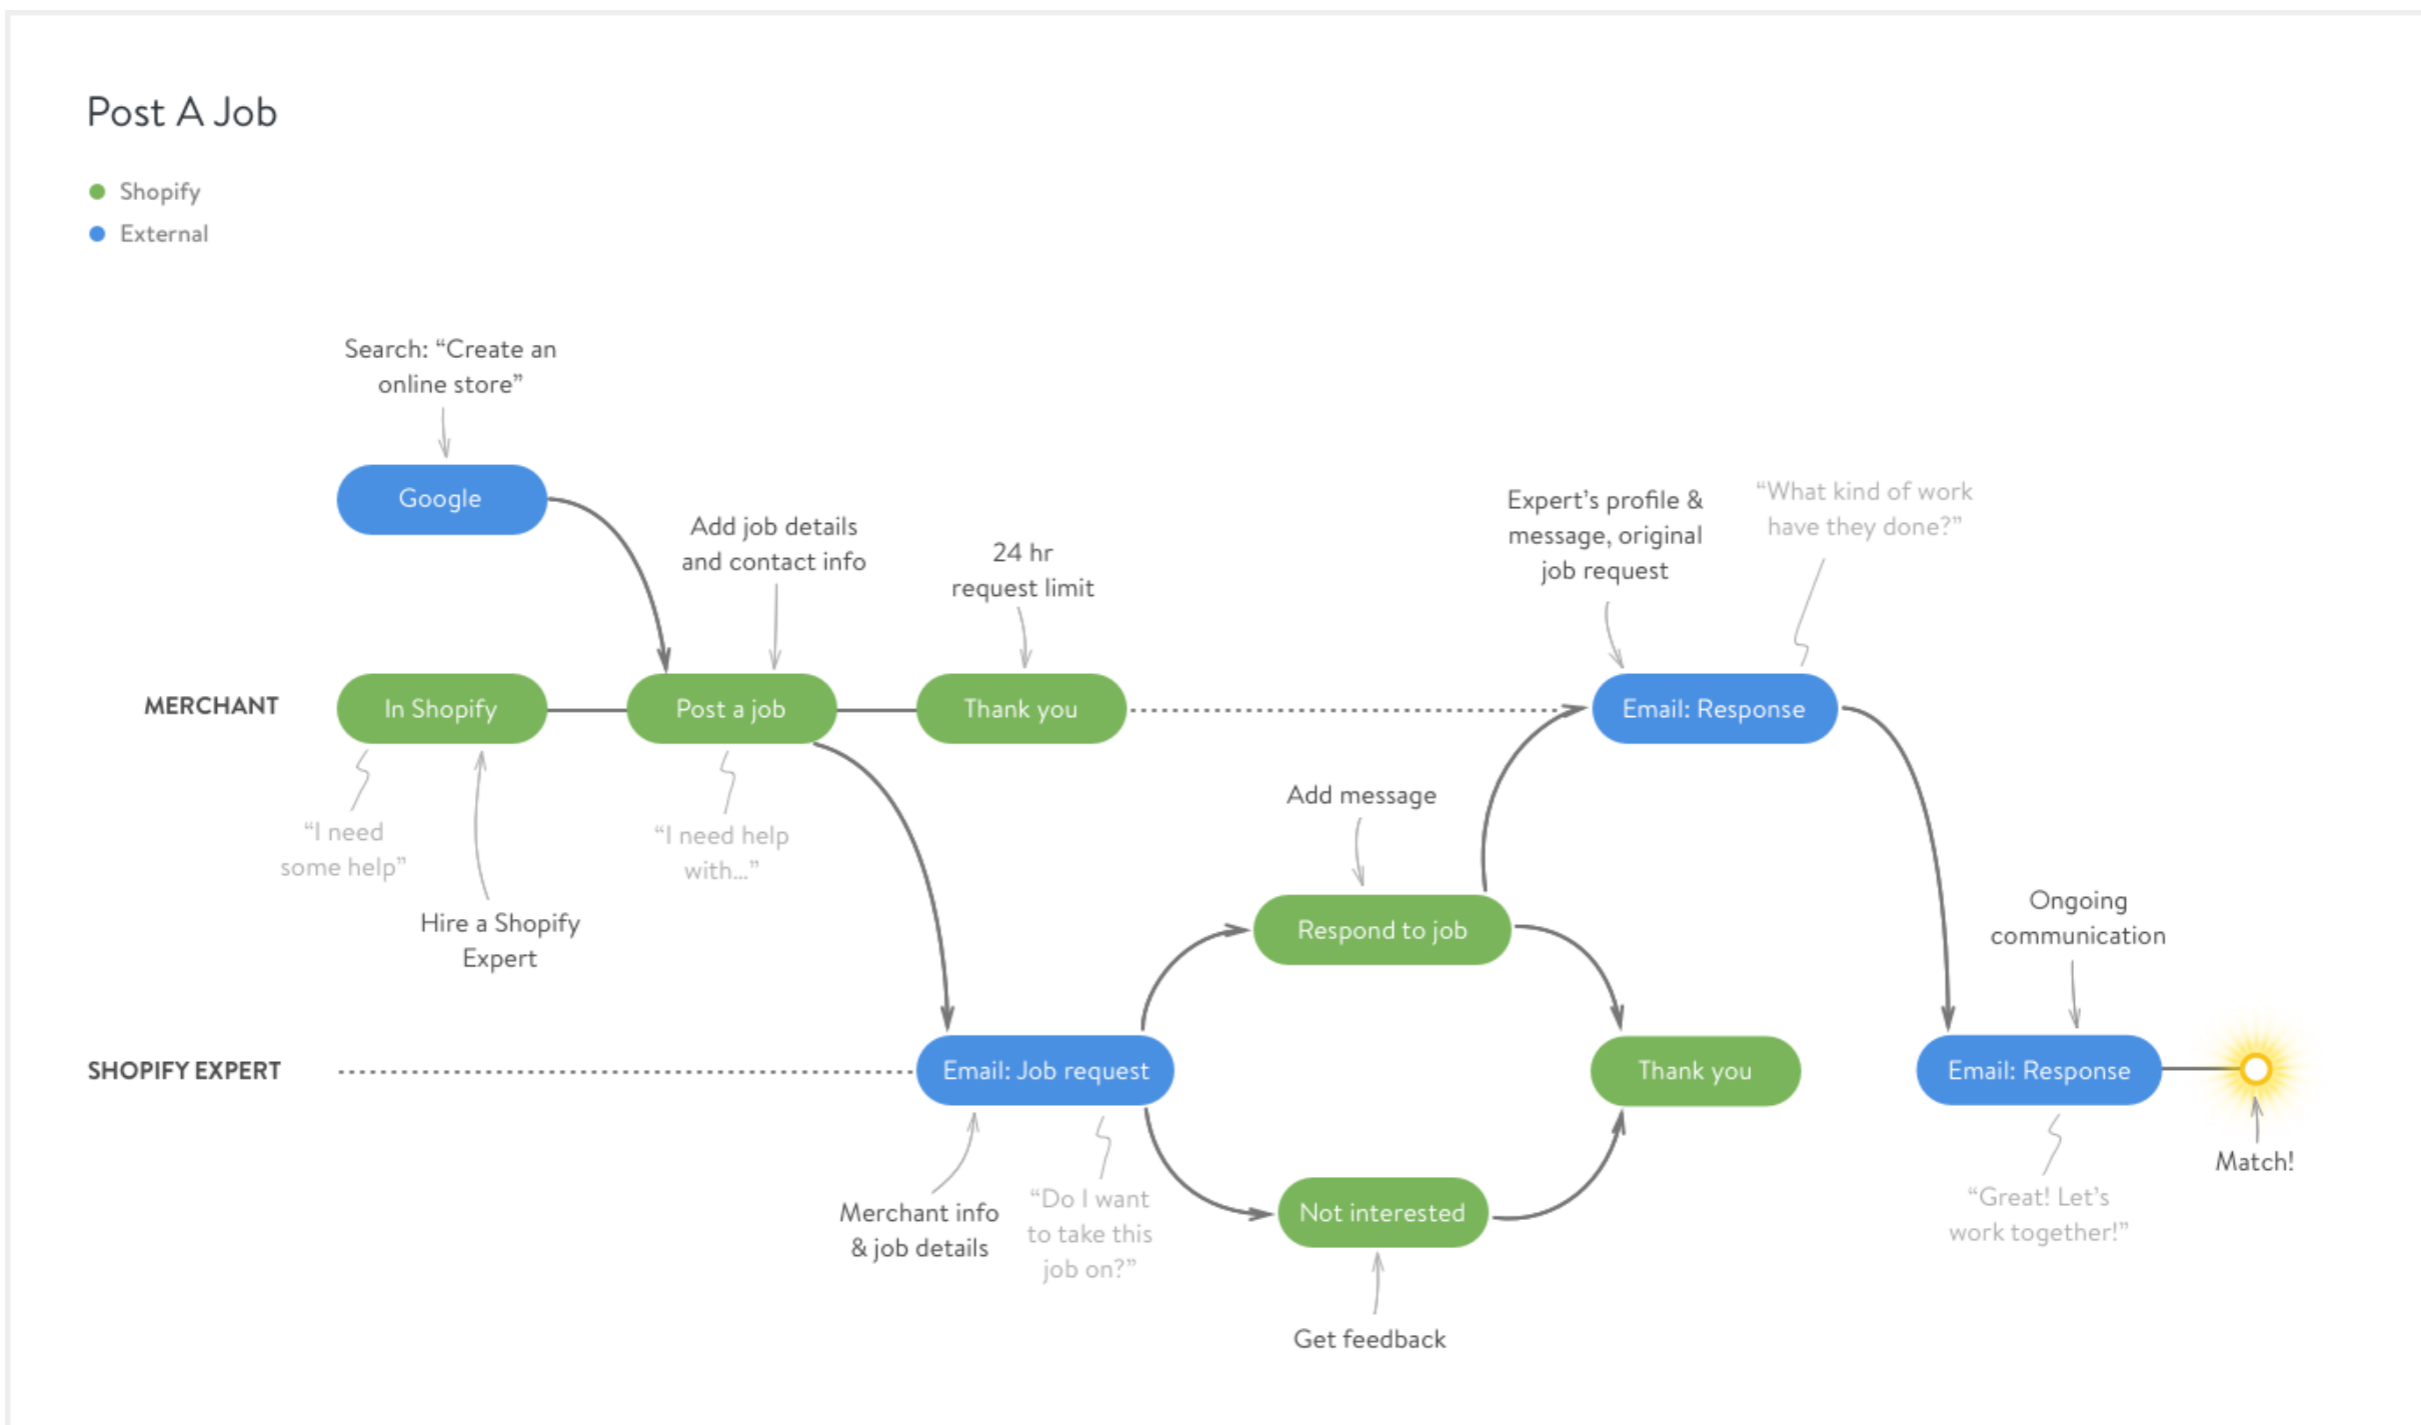 Post A Job
Shopify
External
Search: “Create an
online store”
Google
Add job details
and contact info
24 hr
request limit
Expert’s profile &
message, original
job request
“What kind of work
have they done?”
MERCHANT
In Shopify
Post a job
Thank you
Email: Response
“I need
some help”
Hire a Shopify
Expert
“I need help
with...”
Add message
Respond to job
Ongoing
communication
SHOPIFY EXPERT
Email: Job request
Thank you
Email: Response
Match!
Merchant info
& job details
“Do I want
to take this
job on?”
Not interested
“Great! Let’s
work together!”
Get feedback